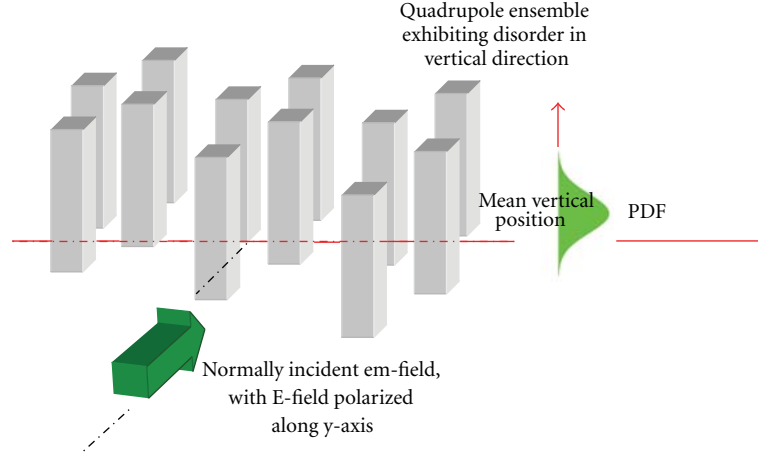 Quadrupole ensemble
exhibiting disorder in
vertical direction
Mean vertical
position
PDF
Normally incident em-field,
with E-field polarized
along y-axis